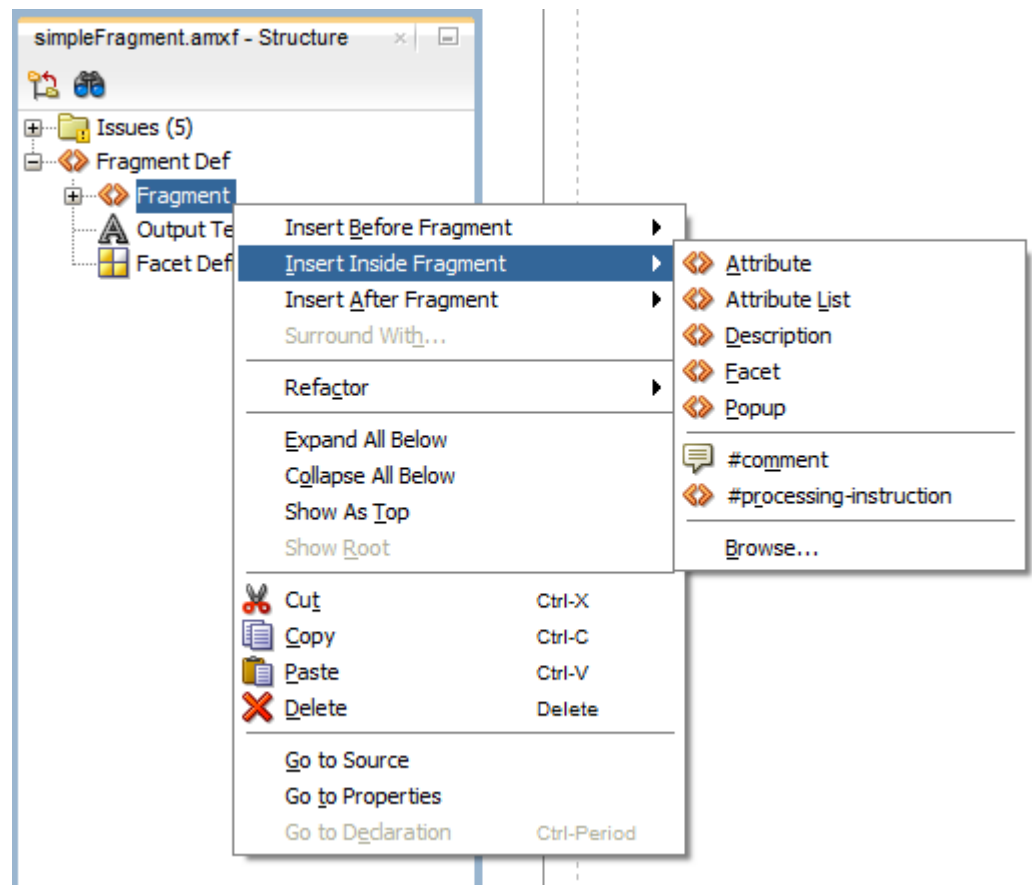 simpleFragment.amxf - Structure
Issues (5)
Fragment Def
Fragment
Output Te
Facet Def
Insert Before Fragment
Insert Inside Fragment
Insert After Fragment
Surround With...
Refactor
Expand All Below
Collapse All Below
Show As Top
Show Root
Cut Ctrl-X
Copy Ctrl-C
Paste Ctrl-V
Delete Delete
Go to Source
Go to Properties
Go to Declaration Ctrl-Period
Attribute
Attribute List
Description
Facet
Popup
#comment
#processing-instruction
Browse...